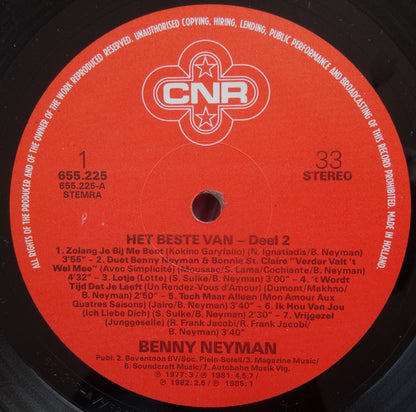 ALL RIGHTS OF THE PRODUCER AND OF THE OWNER OF THE WORK REPRODUCED RESERVED. UNAUTHORISED COPYING, HIRING, LENDING, PUBLIC PERFORMANCE AND BROADCASTING OF THIS RECORD PROHIBITED. MADE IN HOLLAND.
CNR
1
655.225
655.225-A
STEMRA
33
STEREO
HET BESTE VAN – Deel 2
1. Zolang Je Bij Me Bent (Kokino Garyfallo) (N. Ignatiadis/B. Neyman)
3'55" – 2. Duet Benny Neyman & Bonnie St. Claire "Verder Valt 't
Wel Mee" (Avec Simplicité) (Moussac/S. Lama/Cochiante/B. Neyman)
4'32" – 3. Lotje (Lotte) (S. Sulke/B. Neyman) 3'00" – 4. 't Wordt
Tijd Dat Je Leeft (Un Rendez-Vous D'Amour) (Dumont/Makhno/
B. Neyman) 2'50" – 5. Toch Maar Alleen (Mon Amour Aux
Quatres Seisons) (Jairo/B. Neyman) 3'40" – 6. Ik Hou Van Jou
(Ich Liebe Dich) (S. Sulke/B. Neyman) 2'30" – 7. Vrijgezel
(Junggeselle) (R. Frank Jacobi/R. Frank Jacobi/
B. Neyman) 3'40"
BENNY NEYMAN
Publ. 2. Baventoon BV/Soc. Plein-Soleil/3. Magazine Music/
6. Soundcraft Music/7. Autobahn Musik Vlg.
℗ 1977: 3 / ℗ 1981: 4,5,7
℗ 1982: 2,6 / ℗ 1985: 1